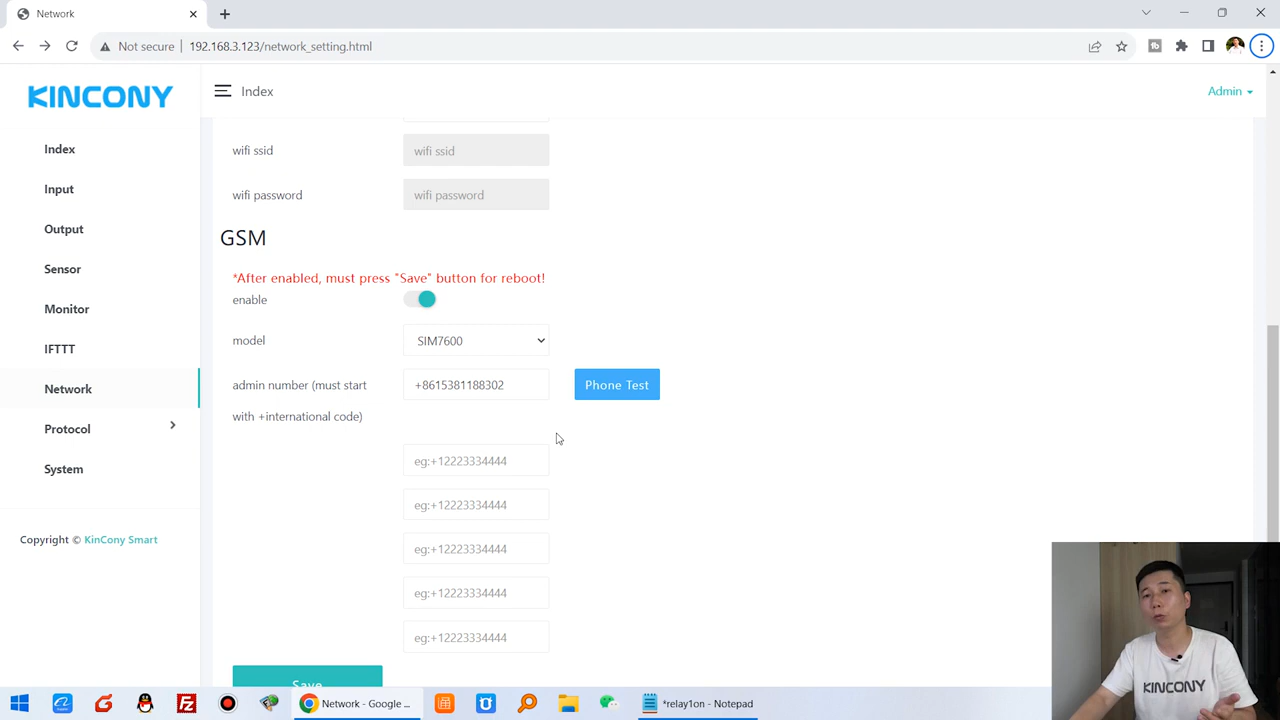 Network
Not secure
192.168.3.123/network_setting.html
KINCONY
Index
Admin
Index
Input
Output
Sensor
Monitor
IFTTT
Network
Protocol
System
Copyright © KinCony Smart
wifi ssid
wifi ssid
wifi password
wifi password
GSM
*After enabled, must press "Save" button for reboot!
enable
model
SIM7600
admin number (must start
with +international code)
+8615381188302
Phone Test
eg:+12223334444
eg:+12223334444
eg:+12223334444
eg:+12223334444
eg:+12223334444
Save
KINCONY
Network - Google ...
*relay1on - Notepad